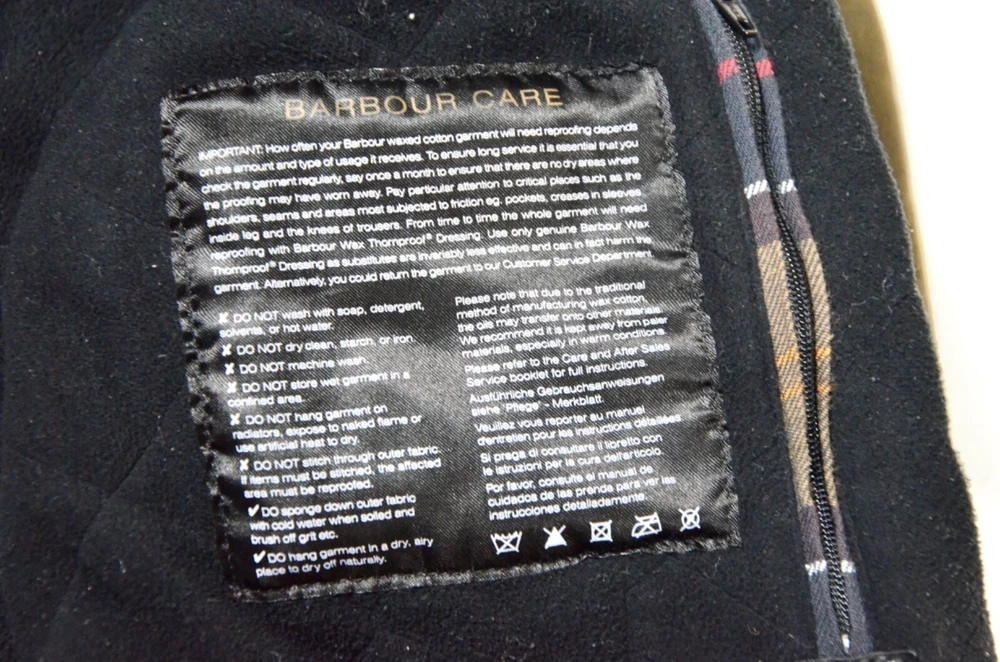 BARBOUR CARE
IMPORTANT: How often your Barbour waxed cotton garment will need reproofing depends
on the amount and type of usage it receives. To ensure long service it is essential that you
check the garment regularly, say once a month to ensure that there are no dry areas where
the proofing may have worn away. Pay particular attention to critical places such as the
shoulders, seams and areas most subjected to friction eg. pockets, creases in sleeves
inside leg and the knees of trousers. From time to time the whole garment will need
reproofing with Barbour Wax Thornproof® Dressing. Use only genuine Barbour Wax
Thornproof® Dressing as substitutes are invariably less effective and can in fact harm the
garment. Alternatively, you could return the garment to our Customer Service Department.
✘ DO NOT wash with soap, detergent,
solvents, or hot water.
✘ DO NOT dry clean, starch, or iron.
✘ DO NOT machine wash.
✘ DO NOT store wet garment in a
confined area.
✘ DO NOT hang garment on
radiators, expose to naked flame or
use artificial heat to dry.
✘ DO NOT stitch through outer fabric.
If items must be stitched, the affected
area must be reproofed.
✔ DO sponge down outer fabric
with cold water when soiled and
brush off grit etc.
✔ DO hang garment in a dry, airy
place to dry off naturally.
Please note that due to the traditional
method of manufacturing wax cotton,
the oils may transfer onto other materials.
We recommend it is kept away from pale
materials, especially in warm conditions
Please refer to the Care and After Sales
Service booklet for full instructions.
Ausführliche Gebrauchsanweisungen
siehe "Pflege" - Merkblatt.
Veuillez vous reporter au manuel
d'entretien pour les instructions détaillées
Si prega di consultare il libretto con
le istruzioni per la cura dell'articolo.
Por favor, consulte el manual de
cuidados de las prenda para ver las
instrucciones detalladamente.